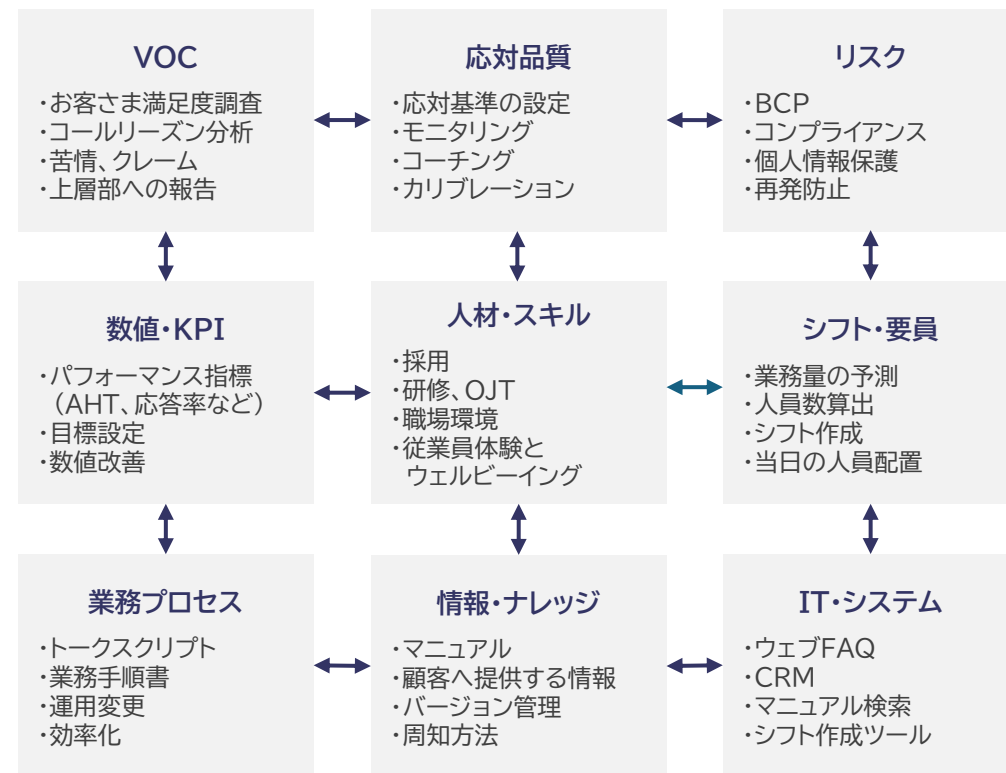 VOC
・お客さま満足度調査
・コールリーズン分析
・苦情、クレーム
・上層部への報告
応対品質
・応対基準の設定
・モニタリング
・コーチング
・カリブレーション
リスク
・BCP
・コンプライアンス
・個人情報保護
・再発防止
数値・KPI
・パフォーマンス指標
（AHT、応答率など）
・目標設定
・数値改善
人材・スキル
・採用
・研修、OJT
・職場環境
・従業員体験と
ウェルビーイング
シフト・要員
・業務量の予測
・人員数算出
・シフト作成
・当日の人員配置
業務プロセス
・トークスクリプト
・業務手順書
・運用変更
・効率化
情報・ナレッジ
・マニュアル
・顧客へ提供する情報
・バージョン管理
・周知方法
IT・システム
・ウェブFAQ
・CRM
・マニュアル検索
・シフト作成ツール